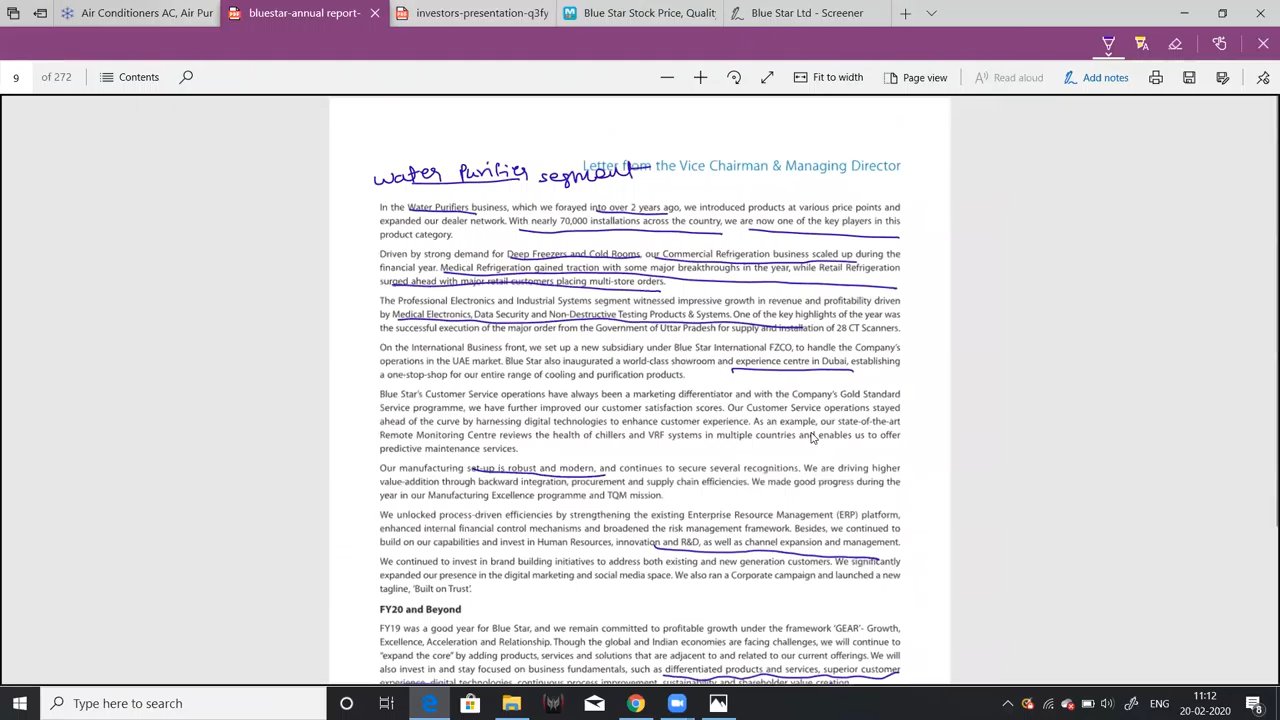 Air Conditioners AC, Air Pur
bluestar-annual report-
investors-presentation-q3fy
Blue Star Stock Price, Quality
Blue Star Ltd - Screener
9 of 272
Contents
Fit to width
Page view
Read aloud
Add notes
Water Purifier segment
Letter from the Vice Chairman & Managing Director
In the Water Purifiers business, which we forayed into over 2 years ago, we introduced products at various price points and
expanded our dealer network. With nearly 70,000 installations across the country, we are now one of the key players in this
product category.
Driven by strong demand for Deep Freezers and Cold Rooms, our Commercial Refrigeration business scaled up during the
financial year. Medical Refrigeration gained traction with some major breakthroughs in the year, while Retail Refrigeration
surged ahead with major retail customers placing multi-store orders.
The Professional Electronics and Industrial Systems segment witnessed impressive growth in revenue and profitability driven
by Medical Electronics, Data Security and Non-Destructive Testing Products & Systems. One of the key highlights of the year was
the successful execution of the major order from the Government of Uttar Pradesh for supply and installation of 28 CT Scanners.
On the International Business front, we set up a new subsidiary under Blue Star International FZCO, to handle the Company's
operations in the UAE market. Blue Star also inaugurated a world-class showroom and experience centre in Dubai, establishing
a one-stop-shop for our entire range of cooling and purification products.
Blue Star's Customer Service operations have always been a marketing differentiator and with the Company's Gold Standard
Service programme, we have further improved our customer satisfaction scores. Our Customer Service operations stayed
ahead of the curve by harnessing digital technologies to enhance customer experience. As an example, our state-of-the-art
Remote Monitoring Centre reviews the health of chillers and VRF systems in multiple countries and enables us to offer
predictive maintenance services.
Our manufacturing set-up is robust and modern, and continues to secure several recognitions. We are driving higher
value-addition through backward integration, procurement and supply chain efficiencies. We made good progress during the
year in our Manufacturing Excellence programme and TQM mission.
We unlocked process-driven efficiencies by strengthening the existing Enterprise Resource Management (ERP) platform,
enhanced internal financial control mechanisms and broadened the risk management framework. Besides, we continued to
build on our capabilities and invest in Human Resources, innovation and R&D, as well as channel expansion and management.
We continued to invest in brand building initiatives to address both existing and new generation customers. We significantly
expanded our presence in the digital marketing and social media space. We also ran a Corporate campaign and launched a new
tagline, 'Built on Trust'.
FY20 and Beyond
FY19 was a good year for Blue Star, and we remain committed to profitable growth under the framework 'GEAR'- Growth,
Excellence, Acceleration and Relationship. Though the global and Indian economies are facing challenges, we will continue to
"expand the core" by adding products, services and solutions that are adjacent to and related to our current offerings. We will
also invest in and stay focused on business fundamentals, such as differentiated products and services, superior customer
experience, digital technologies, continuous process improvement, sustainability and shareholder value creation.
Type here to search
ENG
11:12
20-02-2020
8